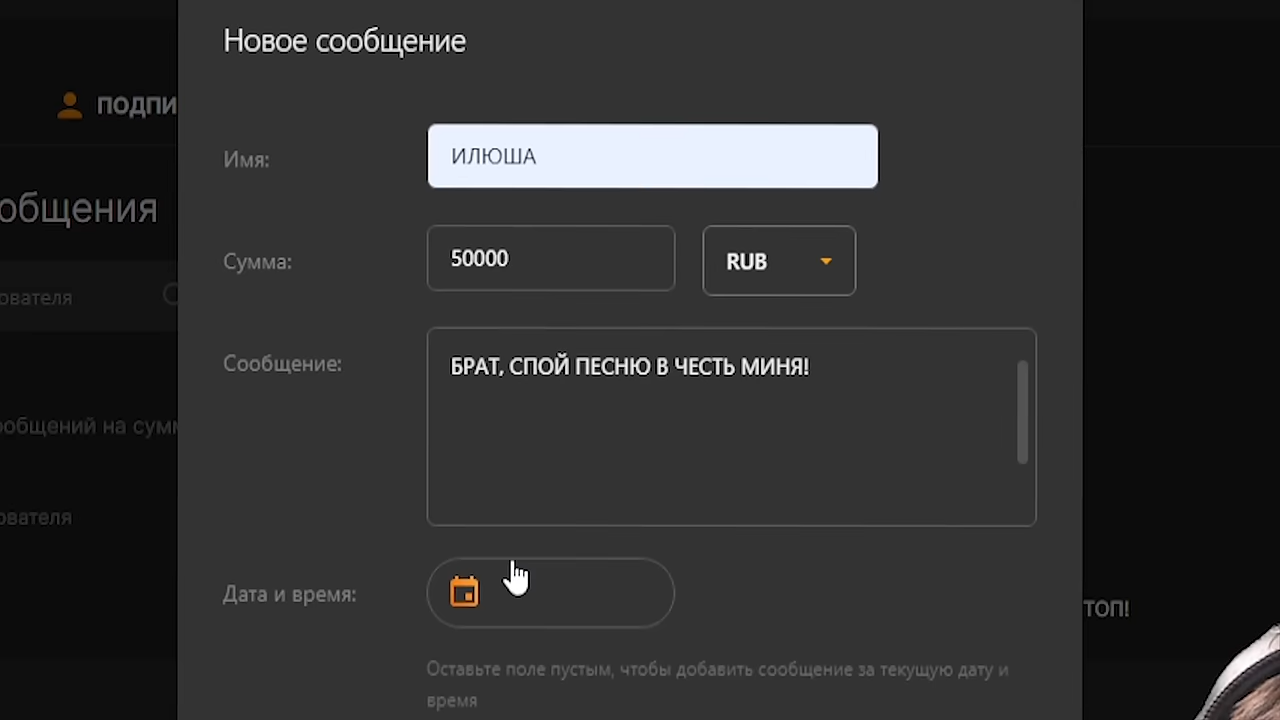 Новое сообщение
ПОДПИ
Имя:
ИЛЮША
общения
Сумма:
50000
RUB
ователя
Сообщение:
БРАТ, СПОЙ ПЕСНЮ В ЧЕСТЬ МИНЯ!
ообщений на сумм
ователя
Дата и время:
ТОП!
Оставьте поле пустым, чтобы добавить сообщение за текущую дату и
время